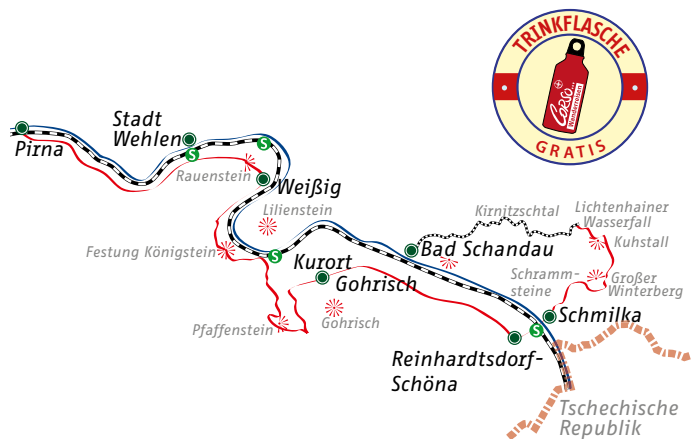 TRINKFLASCHE
CORSO...
Wanderreisen
GRATIS
Stadt
Wehlen
Pirna
S
S
Rauenstein
Weißig
Lilienstein
Kirnitzschtal
Lichtenhainer
Wasserfall
Kuhstall
Festung Königstein
S
Bad Schandau
Kurort
Gohrisch
Schramm-
steine
Großer
Winterberg
Pfaffenstein
Gohrisch
Schmilka
S
Reinhardtsdorf-
Schöna
Tschechische
Republik